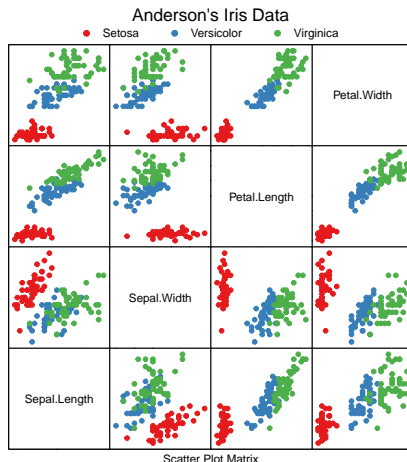 Anderson's Iris Data
Setosa Versicolor Virginica
Petal.Width
Petal.Length
Sepal.Width
Sepal.Length
Scatter Plot Matrix